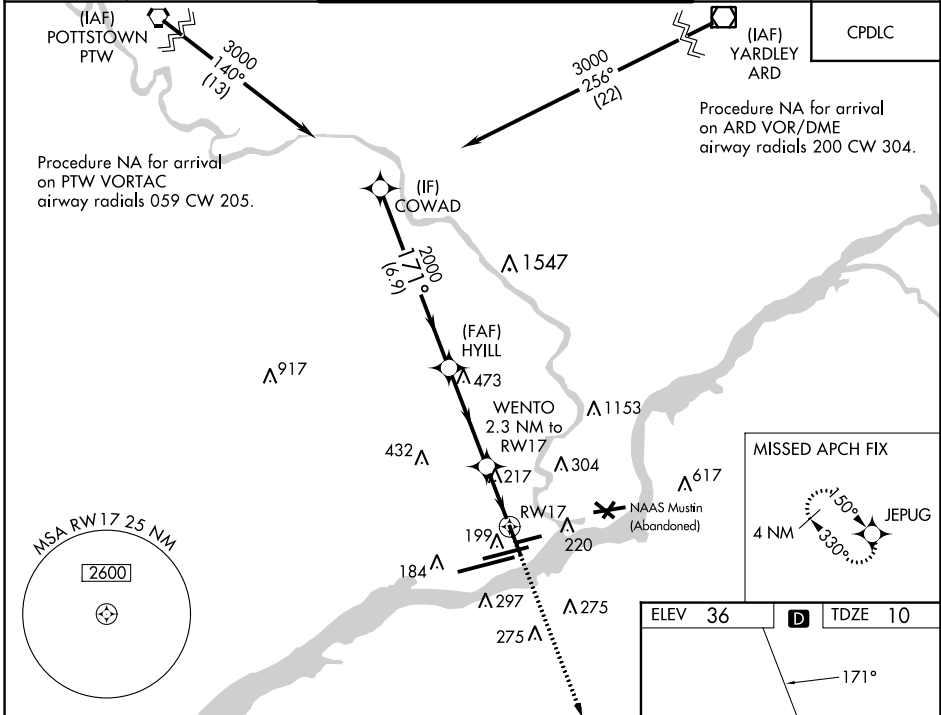 (IAF)
POTTSTOWN
PTW
3000
140°
(13)
3000
256°
(22)
(IAF)
YARDLEY
ARD
CPDLC
Procedure NA for arrival
on ARD VOR/DME
airway radials 200 CW 304.
Procedure NA for arrival
on PTW VORTAC
airway radials 059 CW 205.
(IF)
COWAD
2000
171°
(6.9)
1547
(FAF)
HYILL
917
473
WENTO
2.3 NM to
RW17
1153
432
217
304
617
RW17
NAAS Mustin
(Abandoned)
199
220
184
297
275
275
MISSED APCH FIX
4 NM
150°
330°
JEPUG
MSA RW17 25 NM
2600
ELEV 36
D
TDZE 10
171°